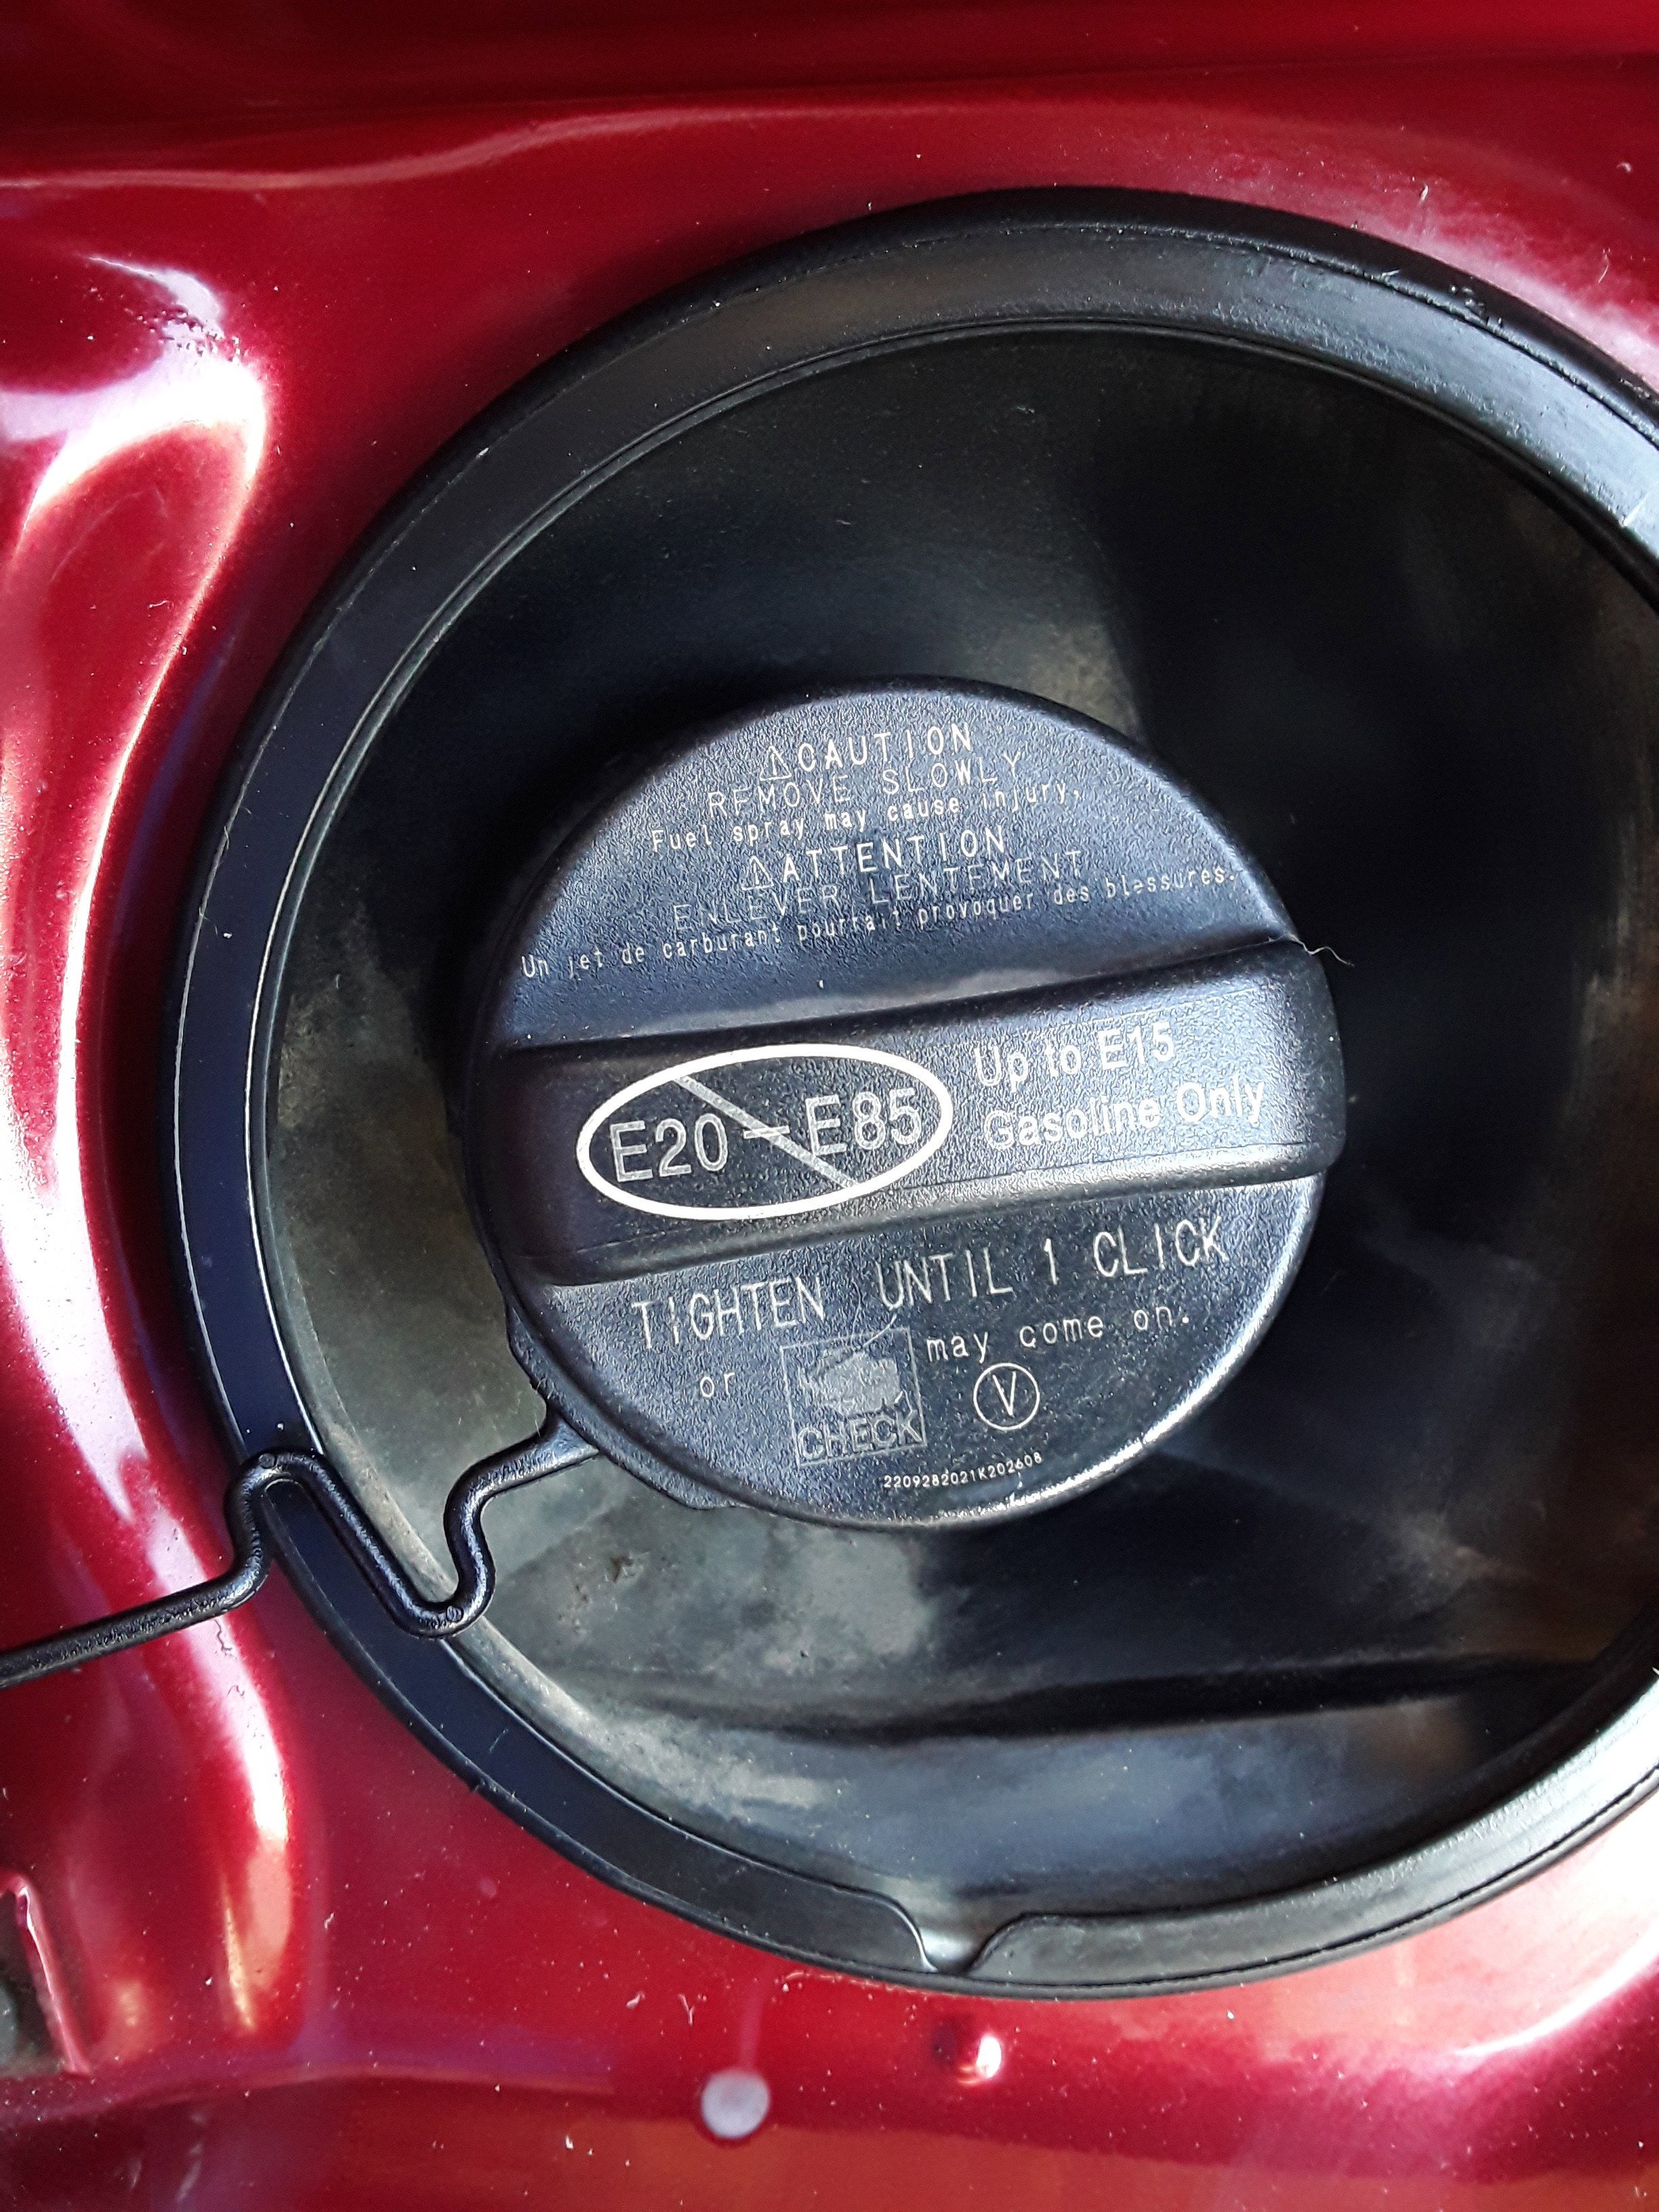 ⚠CAUTION
REMOVE SLOWLY
Fuel spray may cause injury.
⚠ATTENTION
ENLEVER LENTEMENT
Un jet de carburant pourrait provoquer des blessures.
E20-E85
Up to E15
Gasoline Only
TIGHTEN UNTIL 1 CLICK
or CHECK may come on.
V
2209282021K202608